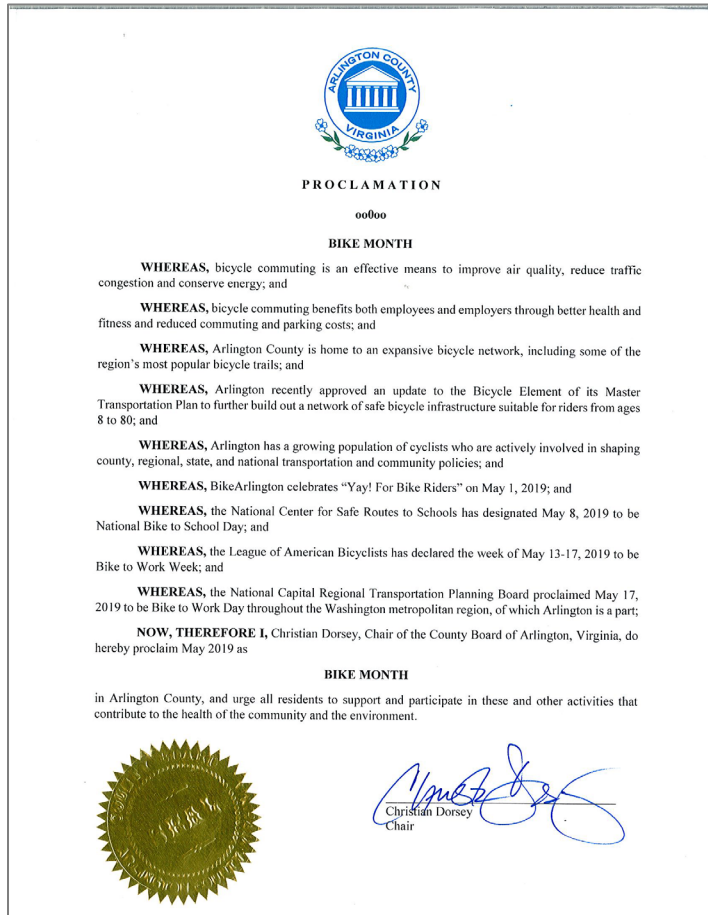 ARLINGTON COUNTY
VIRGINIA
PROCLAMATION
oo0oo
BIKE MONTH
WHEREAS, bicycle commuting is an effective means to improve air quality, reduce traffic
congestion and conserve energy; and
WHEREAS, bicycle commuting benefits both employees and employers through better health and
fitness and reduced commuting and parking costs; and
WHEREAS, Arlington County is home to an expansive bicycle network, including some of the
region's most popular bicycle trails; and
WHEREAS, Arlington recently approved an update to the Bicycle Element of its Master
Transportation Plan to further build out a network of safe bicycle infrastructure suitable for riders from ages
8 to 80; and
WHEREAS, Arlington has a growing population of cyclists who are actively involved in shaping
county, regional, state, and national transportation and community policies; and
WHEREAS, BikeArlington celebrates “Yay! For Bike Riders” on May 1, 2019; and
WHEREAS, the National Center for Safe Routes to Schools has designated May 8, 2019 to be
National Bike to School Day; and
WHEREAS, the League of American Bicyclists has declared the week of May 13-17, 2019 to be
Bike to Work Week; and
WHEREAS, the National Capital Regional Transportation Planning Board proclaimed May 17,
2019 to be Bike to Work Day throughout the Washington metropolitan region, of which Arlington is a part;
NOW, THEREFORE I, Christian Dorsey, Chair of the County Board of Arlington, Virginia, do
hereby proclaim May 2019 as
BIKE MONTH
in Arlington County, and urge all residents to support and participate in these and other activities that
contribute to the health of the community and the environment.
Christian Dorsey
Chair